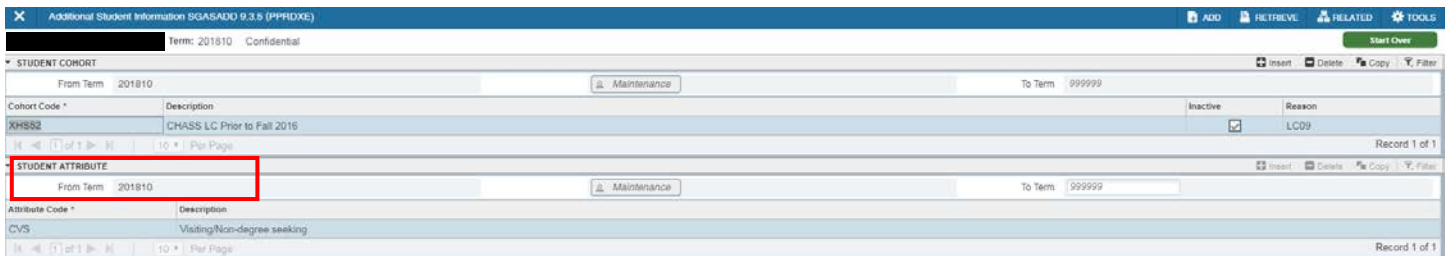 Additional Student Information SGASADD 9.3.5 (PPRDXE) ADD RETRIEVE RELATED TOOLS
Term: 201810 Confidential Start Over
STUDENT COHORT Insert Delete Copy Filter
From Term 201810 Maintenance To Term 999999
Cohort Code * Description Inactive Reason
XHS52 CHASS LC Prior to Fall 2016 LC09
1 of 1 10 Per Page Record 1 of 1
STUDENT ATTRIBUTE Insert Delete Copy Filter
From Term 201810 Maintenance To Term 999999
Attribute Code * Description
CVS Visiting/Non-degree seeking
1 of 1 10 Per Page Record 1 of 1